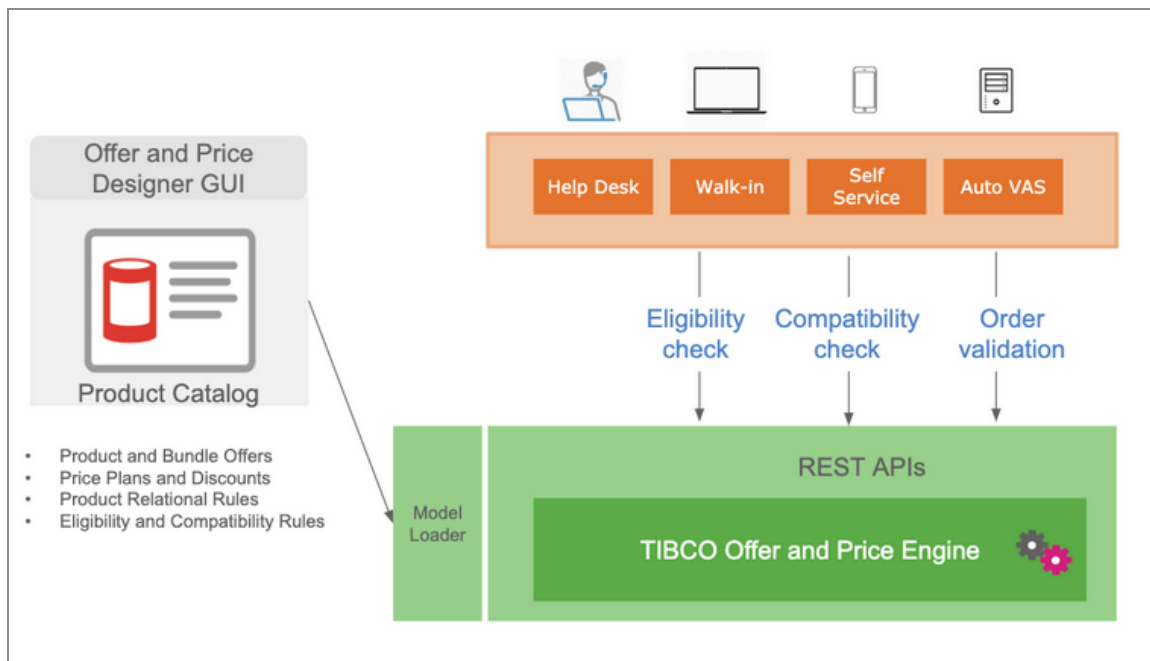 Offer and Price
Designer GUI
Product Catalog
• Product and Bundle Offers
• Price Plans and Discounts
• Product Relational Rules
• Eligibility and Compatibility Rules
Help Desk
Walk-in
Self
Service
Auto VAS
Eligibility
check
Compatibility
check
Order
validation
Model
Loader
REST APIs
TIBCO Offer and Price Engine